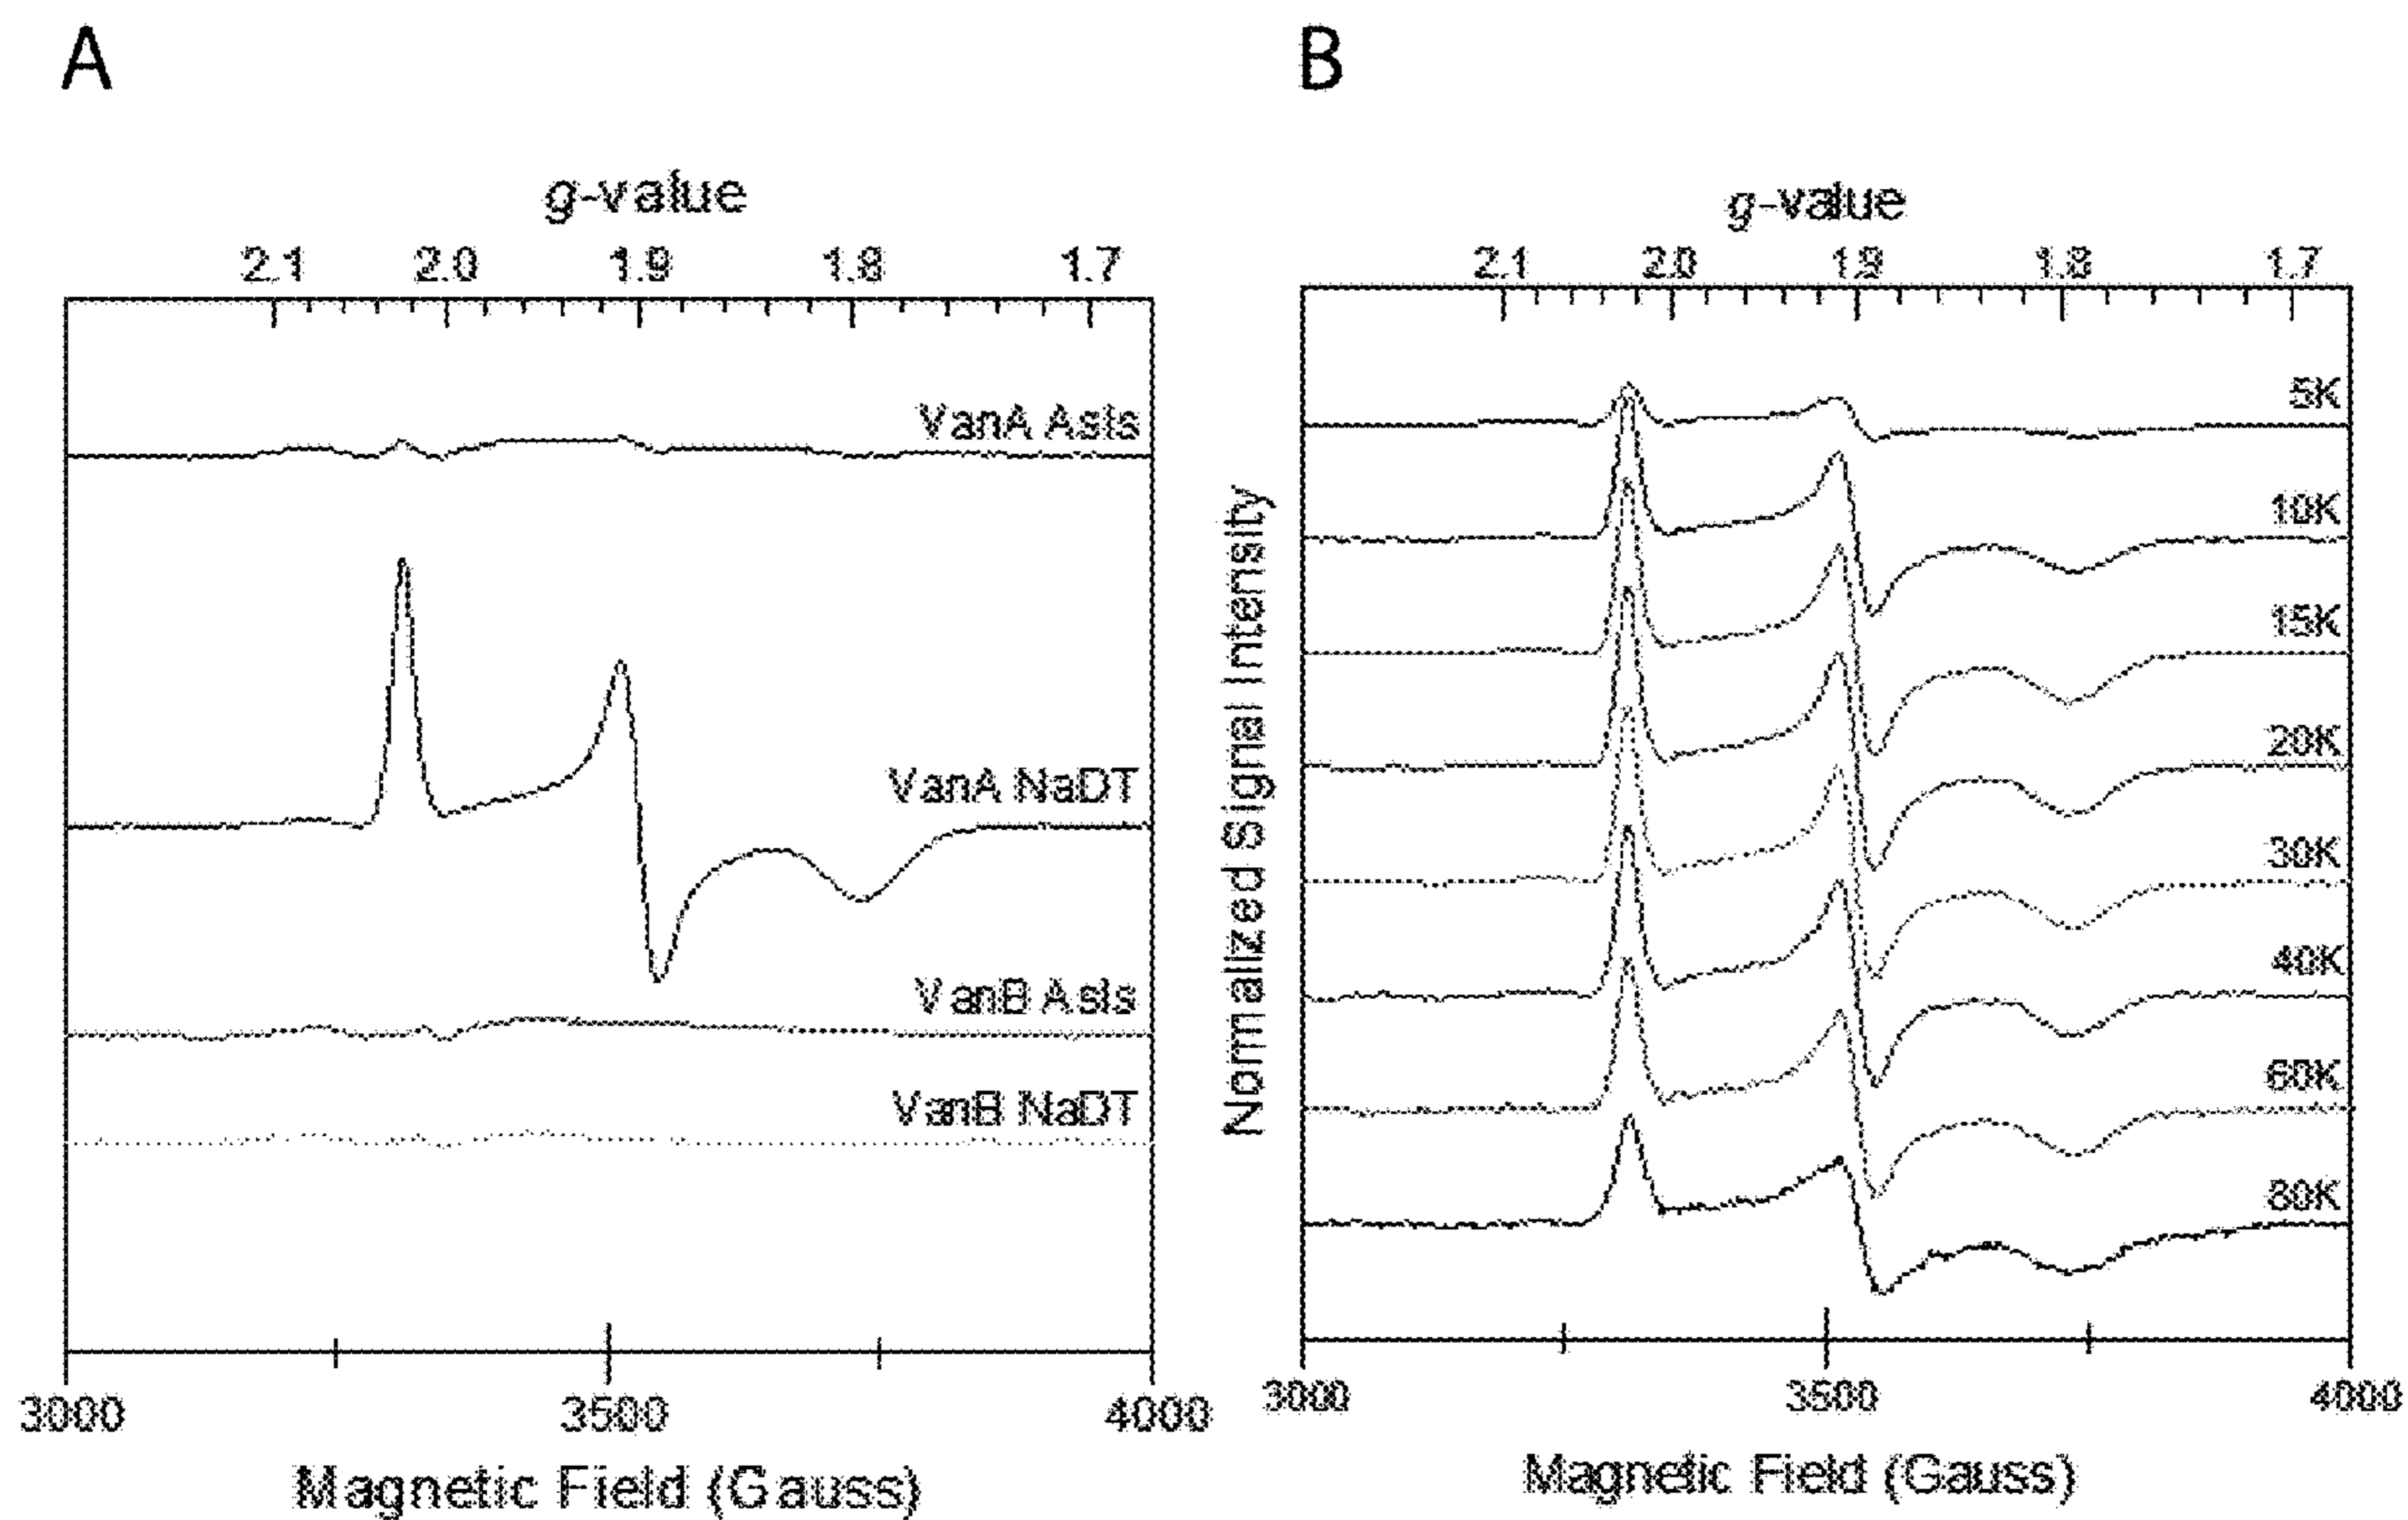 A
g-value
2.1 2.0 1.9 1.8 1.7
VanA AsIs
VanA NaDT
VanB AsIs
VanB NaDT
3000 3500 4000
Magnetic Field (Gauss)
B
g-value
2.1 2.0 1.9 1.8 1.7
Normalized Signal Intensity
5K
10K
15K
20K
30K
40K
60K
80K
3000 3500 4000
Magnetic Field (Gauss)